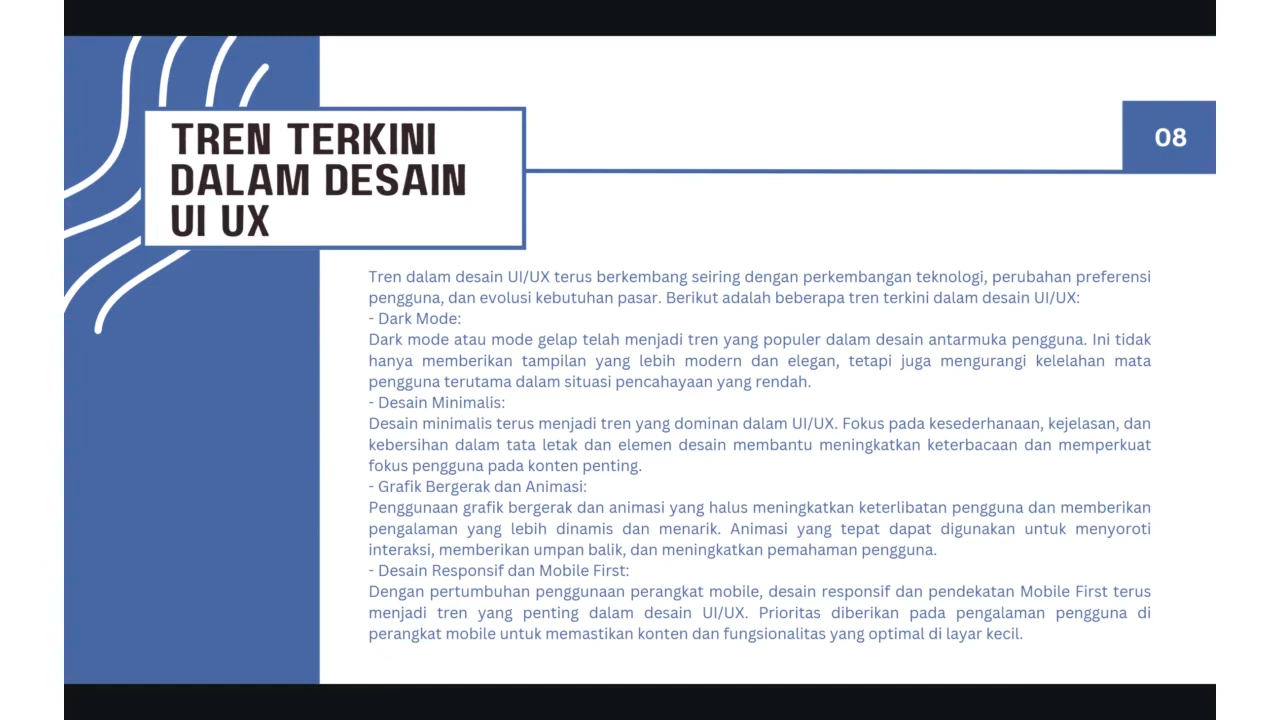 TREN TERKINI
DALAM DESAIN
UI UX
08
Tren dalam desain UI/UX terus berkembang seiring dengan perkembangan teknologi, perubahan preferensi
pengguna, dan evolusi kebutuhan pasar. Berikut adalah beberapa tren terkini dalam desain UI/UX:
- Dark Mode:
Dark mode atau mode gelap telah menjadi tren yang populer dalam desain antarmuka pengguna. Ini tidak
hanya memberikan tampilan yang lebih modern dan elegan, tetapi juga mengurangi kelelahan mata
pengguna terutama dalam situasi pencahayaan yang rendah.
- Desain Minimalis:
Desain minimalis terus menjadi tren yang dominan dalam UI/UX. Fokus pada kesederhanaan, kejelasan, dan
kebersihan dalam tata letak dan elemen desain membantu meningkatkan keterbacaan dan memperkuat
fokus pengguna pada konten penting.
- Grafik Bergerak dan Animasi:
Penggunaan grafik bergerak dan animasi yang halus meningkatkan keterlibatan pengguna dan memberikan
pengalaman yang lebih dinamis dan menarik. Animasi yang tepat dapat digunakan untuk menyoroti
interaksi, memberikan umpan balik, dan meningkatkan pemahaman pengguna.
- Desain Responsif dan Mobile First:
Dengan pertumbuhan penggunaan perangkat mobile, desain responsif dan pendekatan Mobile First terus
menjadi tren yang penting dalam desain UI/UX. Prioritas diberikan pada pengalaman pengguna di
perangkat mobile untuk memastikan konten dan fungsionalitas yang optimal di layar kecil.